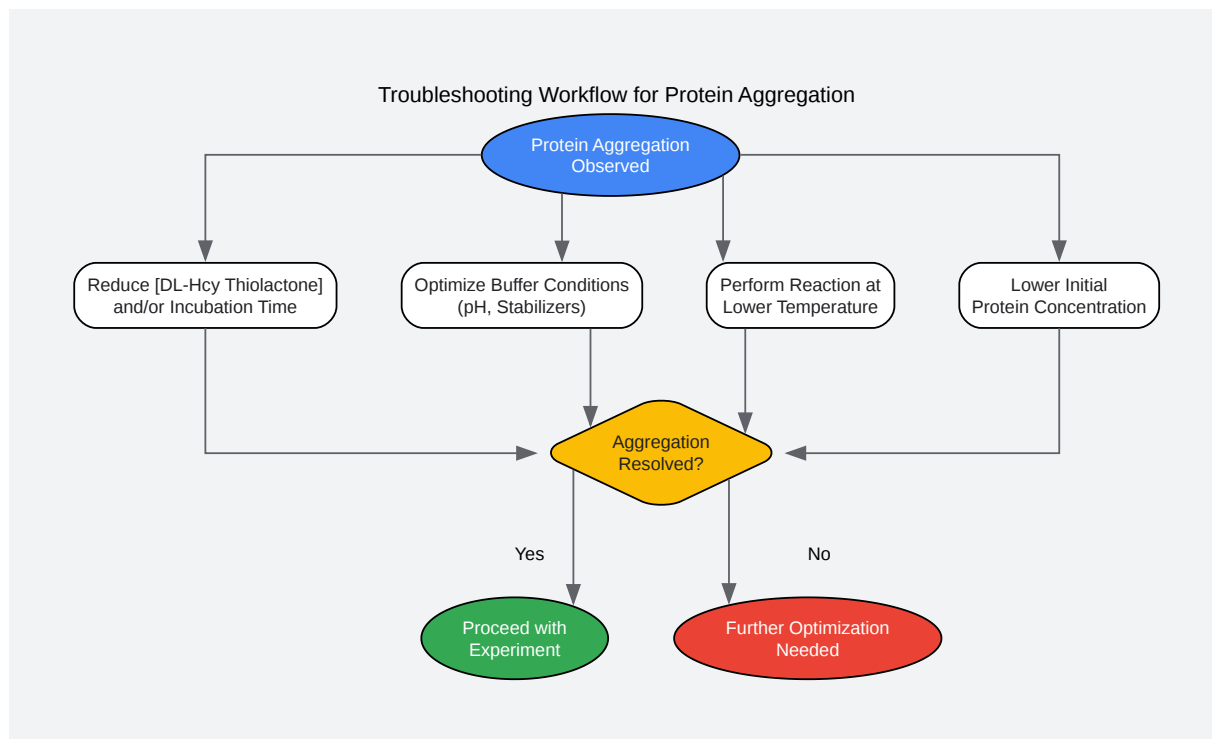 Troubleshooting Workflow for Protein Aggregation
Protein Aggregation
Observed
Reduce [DL-Hcy Thiolactone]
and/or Incubation Time
Optimize Buffer Conditions
(pH, Stabilizers)
Perform Reaction at
Lower Temperature
Lower Initial
Protein Concentration
Aggregation
Resolved?
Yes
No
Proceed with
Experiment
Further Optimization
Needed